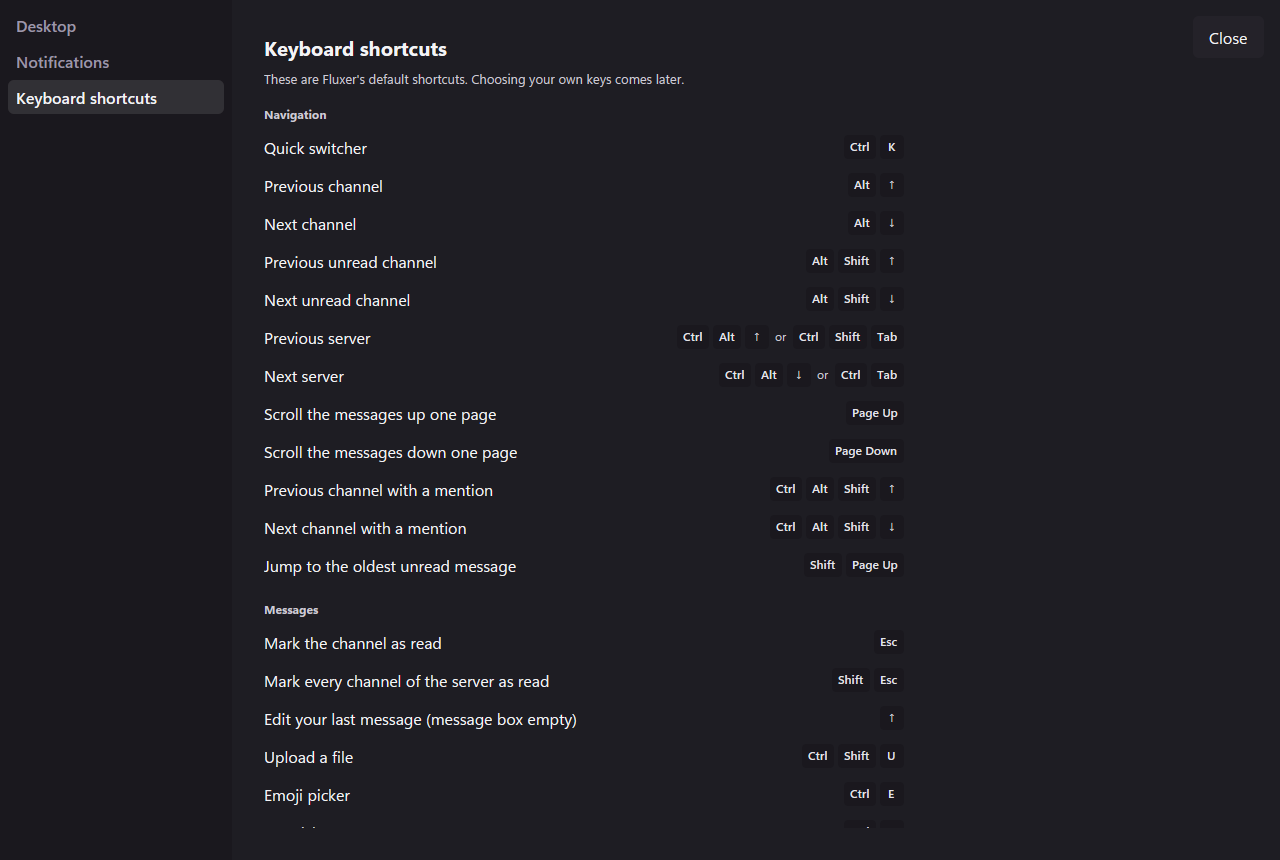 Desktop
Notifications
Keyboard shortcuts
Close
Keyboard shortcuts
These are Fluxer's default shortcuts. Choosing your own keys comes later.
Navigation
Quick switcher Ctrl K
Previous channel Alt ↑
Next channel Alt ↓
Previous unread channel Alt Shift ↑
Next unread channel Alt Shift ↓
Previous server Ctrl Alt ↑ or Ctrl Shift Tab
Next server Ctrl Alt ↓ or Ctrl Tab
Scroll the messages up one page Page Up
Scroll the messages down one page Page Down
Previous channel with a mention Ctrl Alt Shift ↑
Next channel with a mention Ctrl Alt Shift ↓
Jump to the oldest unread message Shift Page Up
Messages
Mark the channel as read Esc
Mark every channel of the server as read Shift Esc
Edit your last message (message box empty) ↑
Upload a file Ctrl Shift U
Emoji picker Ctrl E